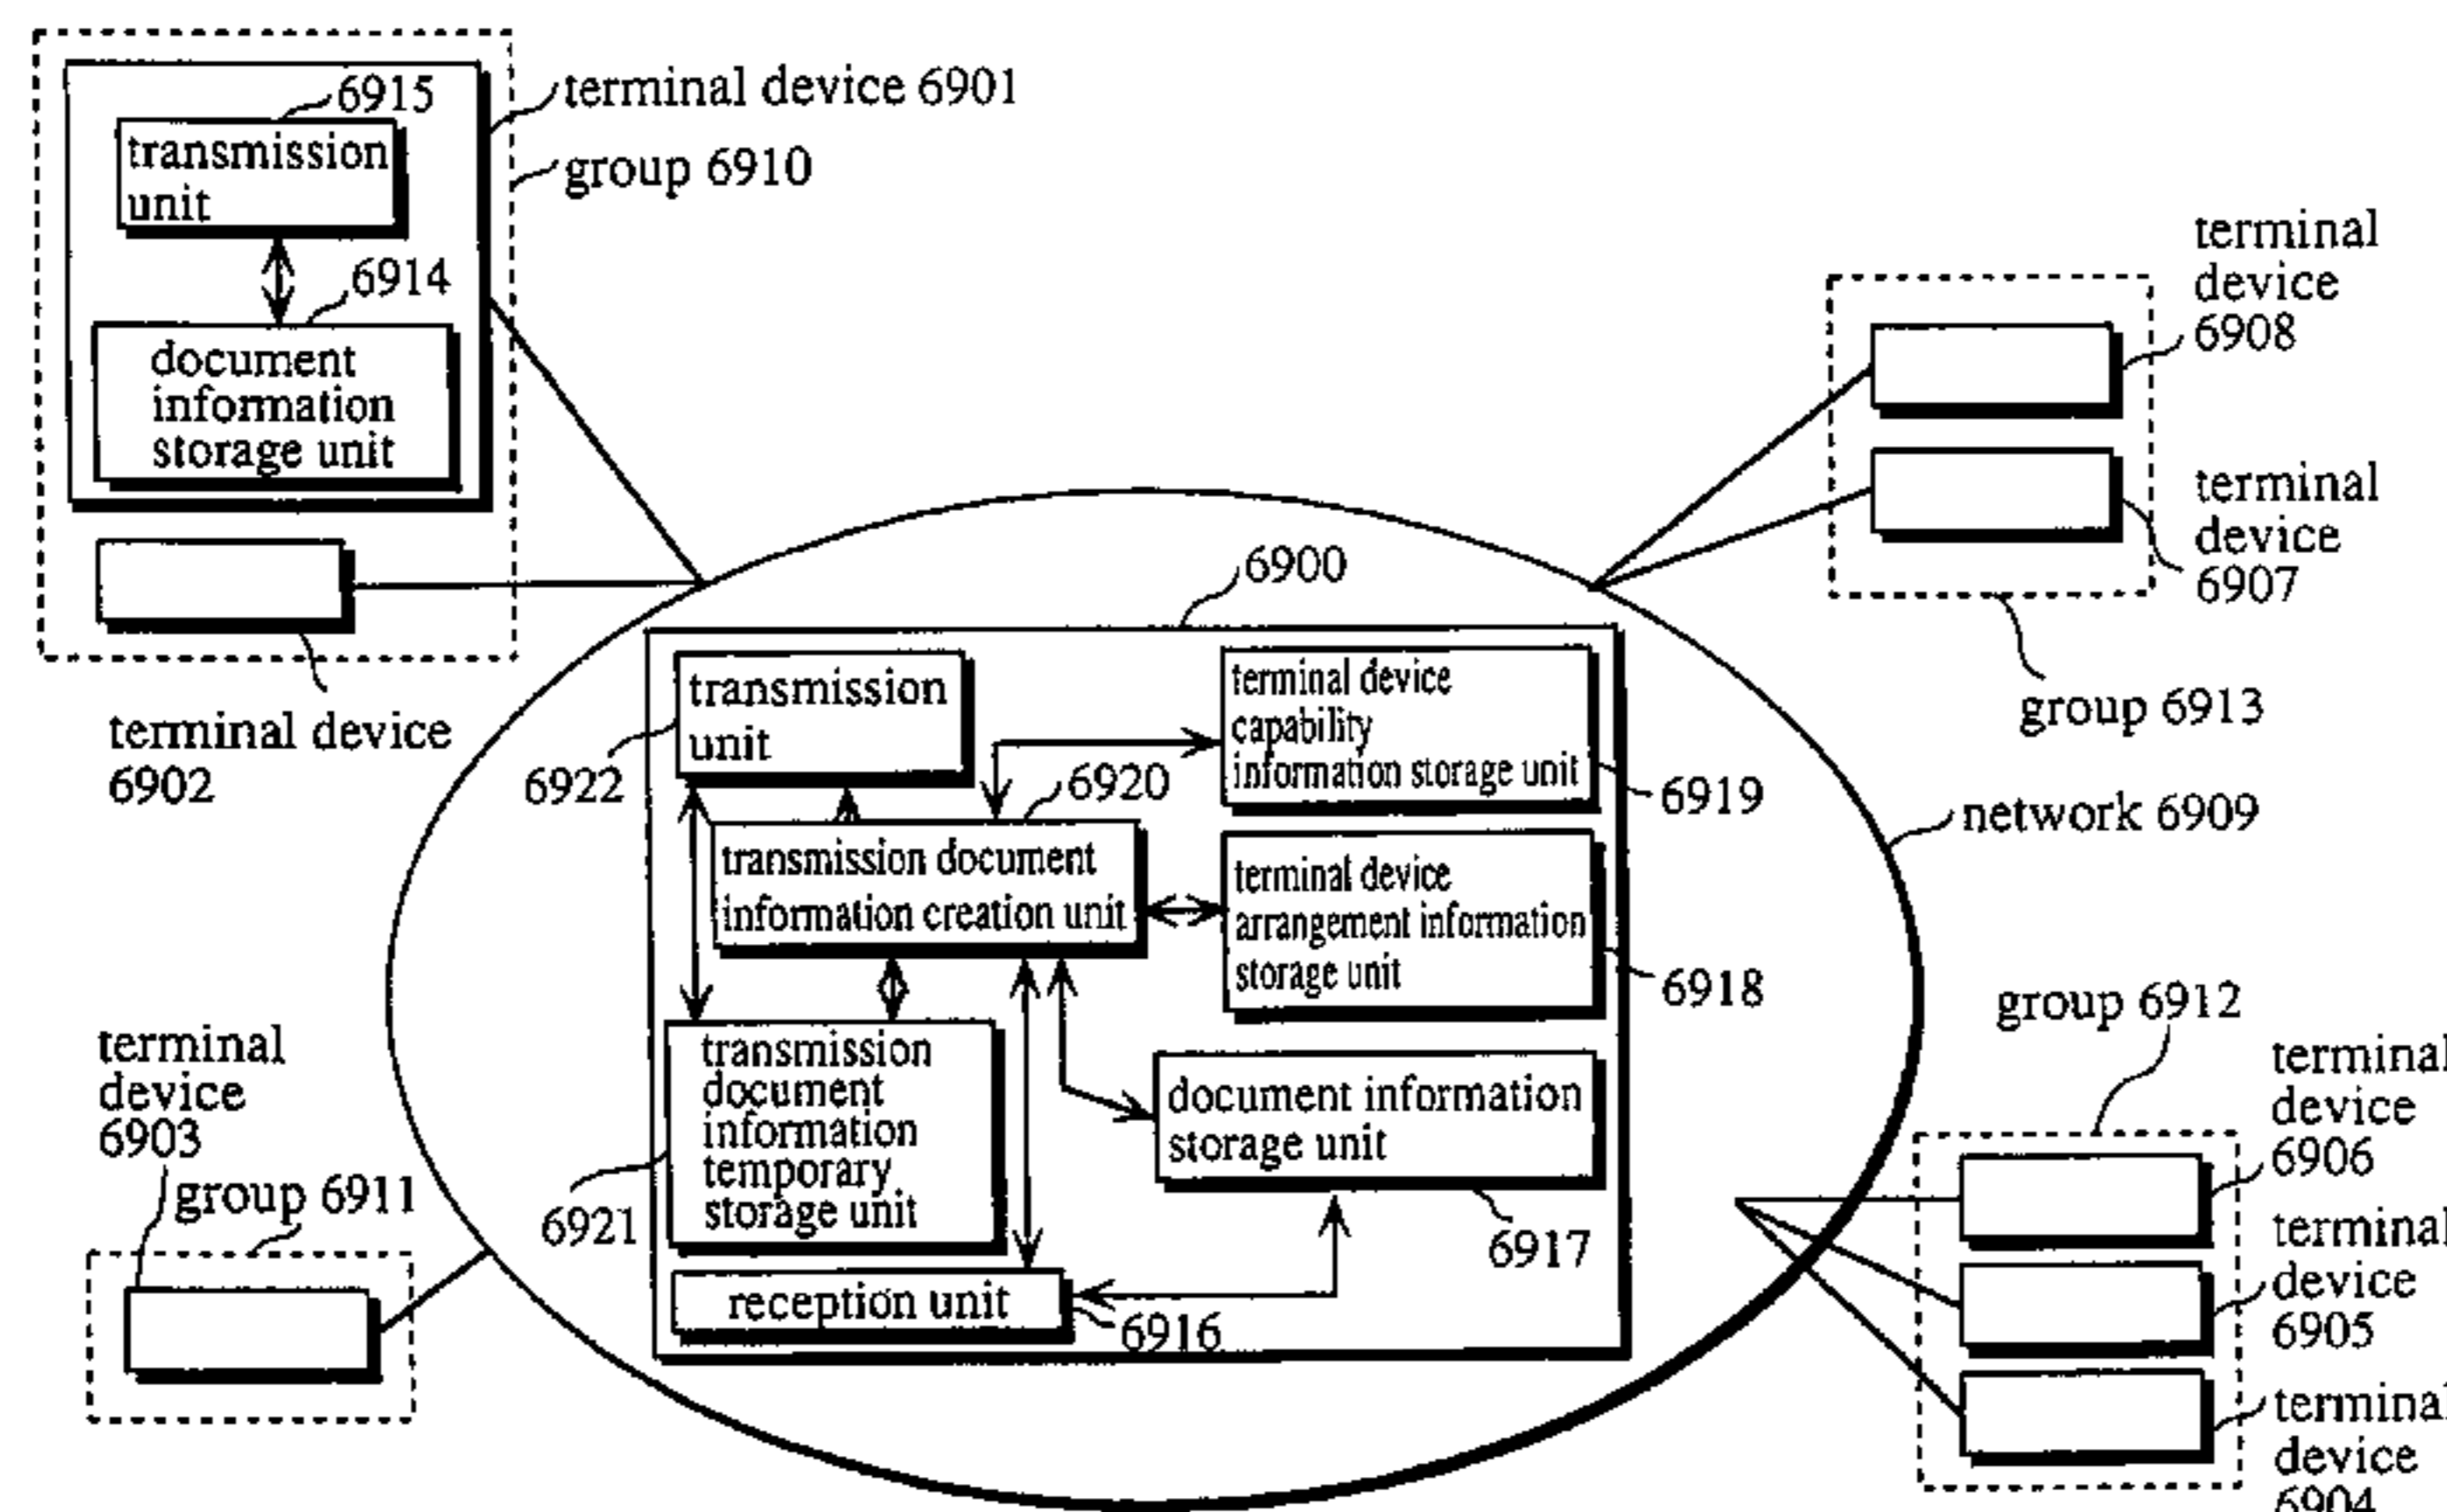 6915
transmission
unit
6914
document
information
storage unit
terminal device 6901
group 6910
terminal device
6902
terminal
device
6908
terminal
device
6907
group 6913
6900
transmission
unit
6922
terminal device
capability
information storage unit
6919
6920
transmission document
information creation unit
terminal device
arrangement information
storage unit
6918
network 6909
transmission
document
information
temporary
storage unit
6921
document information
storage unit
6917
reception unit
6916
terminal
device
6903
group 6911
group 6912
terminal
device
6906
terminal
device
6905
terminal
device
6904